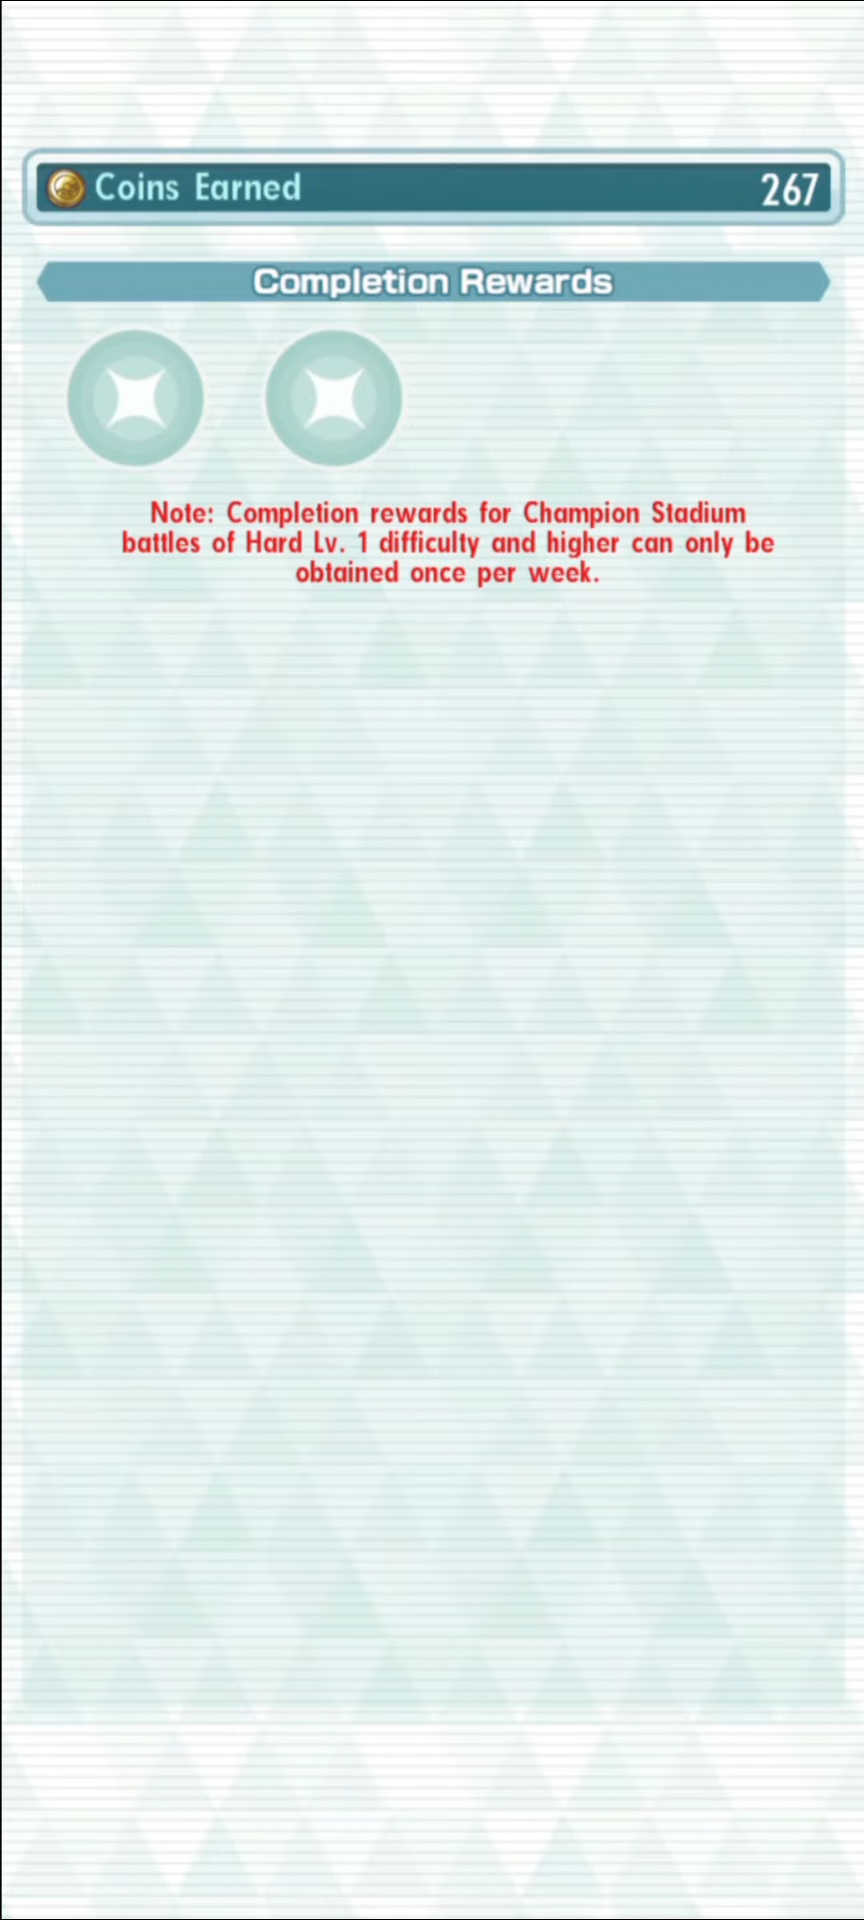 Coins Earned 267
Completion Rewards
Note: Completion rewards for Champion Stadium
battles of Hard Lv. 1 difficulty and higher can only be
obtained once per week.